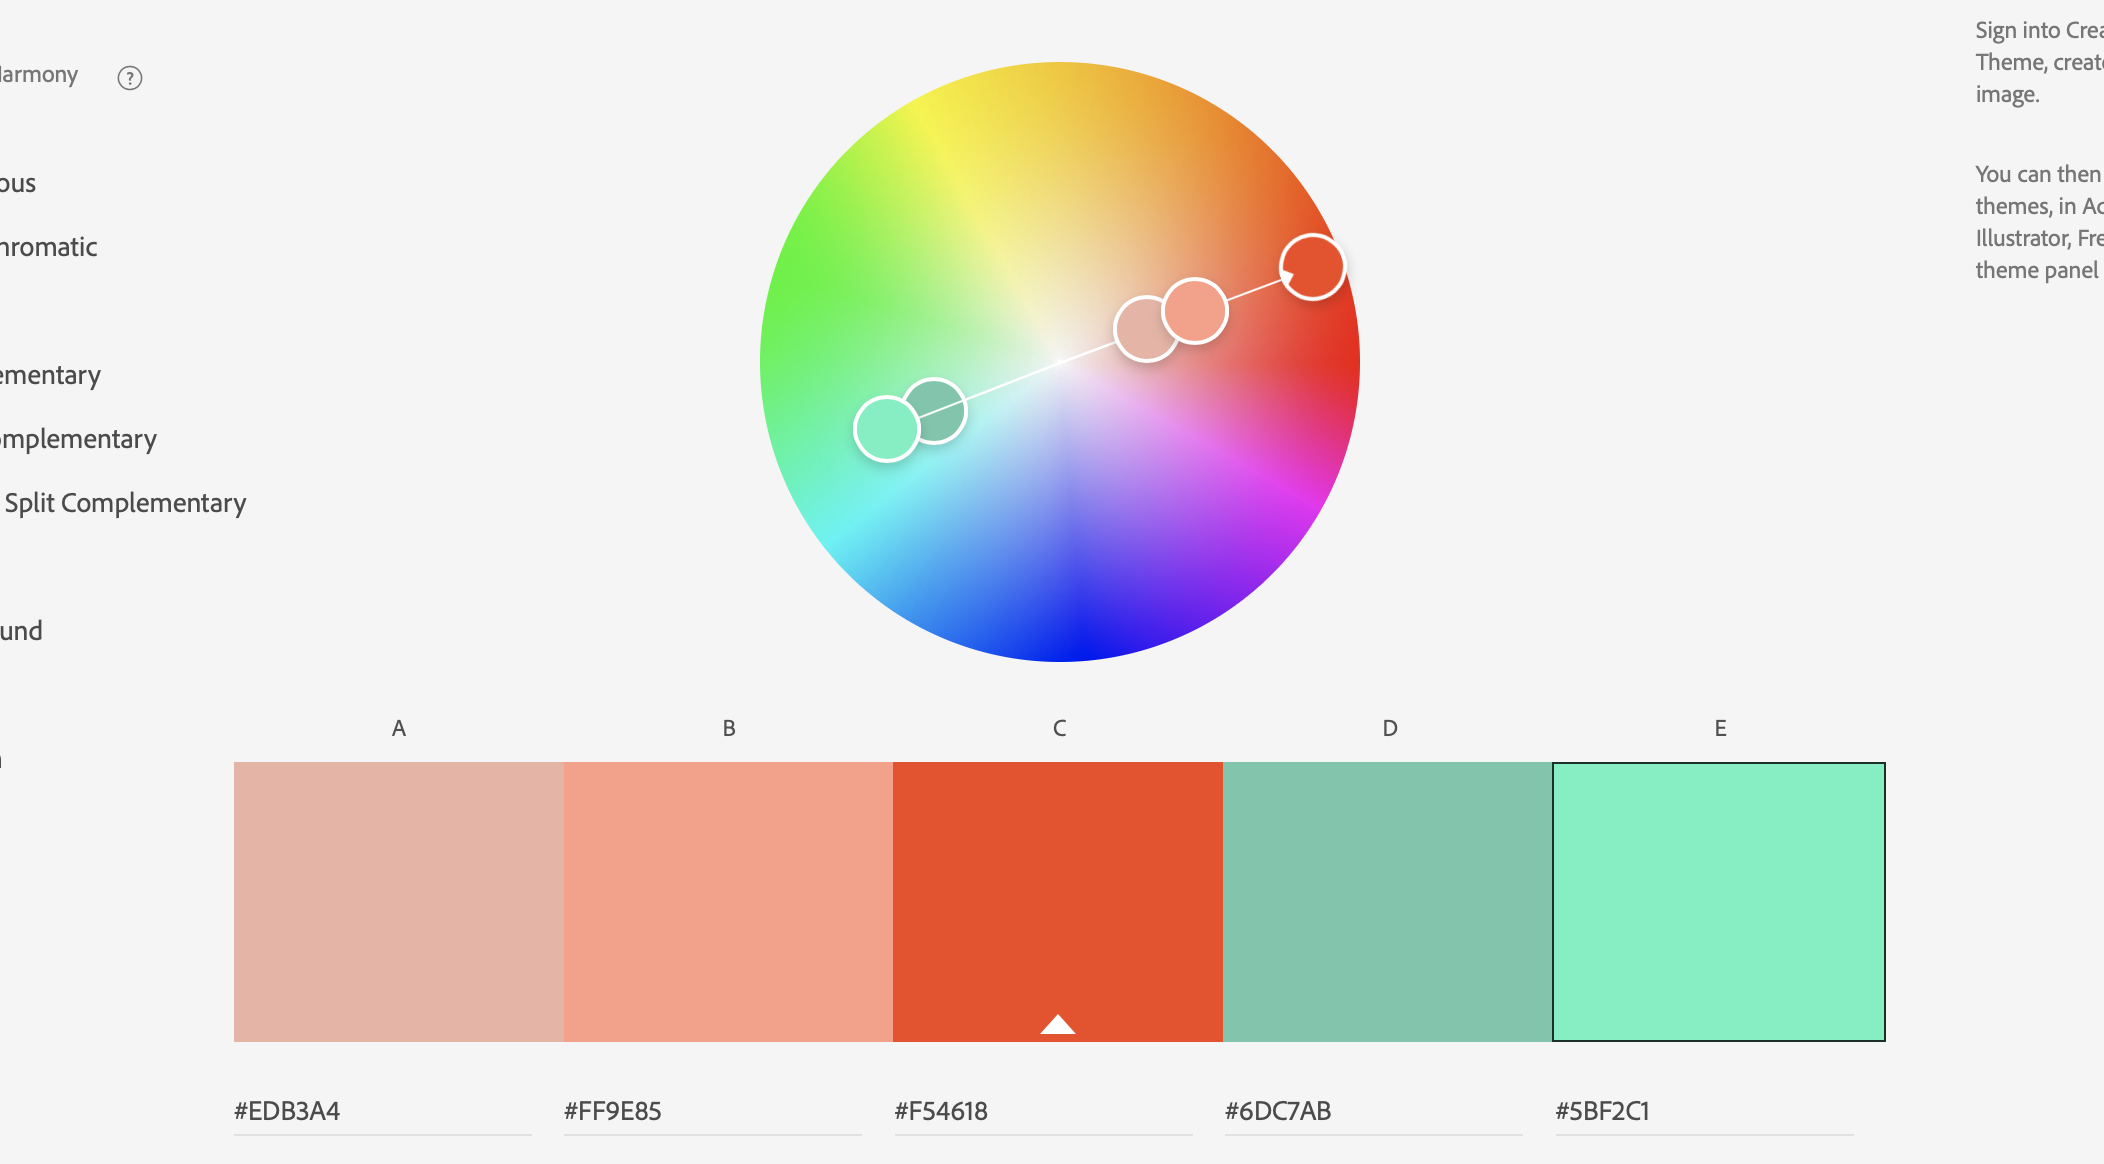 Harmony ?
ous
hromatic
ementary
omplementary
Split Complementary
und
Sign into Crea
Theme, create
image.
You can then
themes, in Ac
Illustrator, Fre
theme panel
A B C D E
#EDB3A4 #FF9E85 #F54618 #6DC7AB #5BF2C1